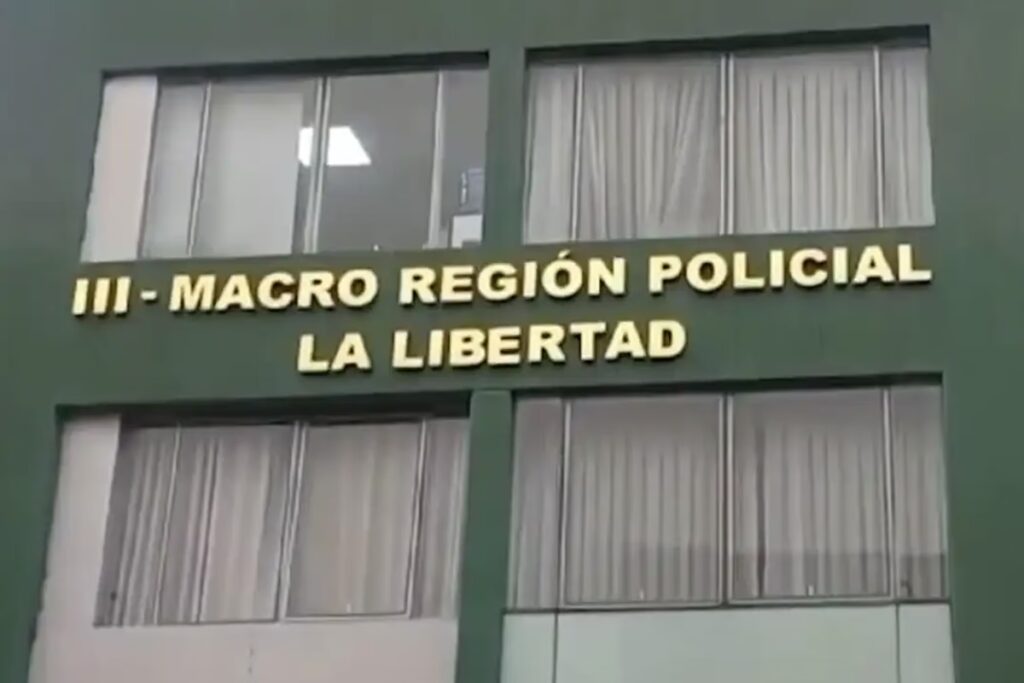 III - MACRO REGIÓN POLICIAL
LA LIBERTAD